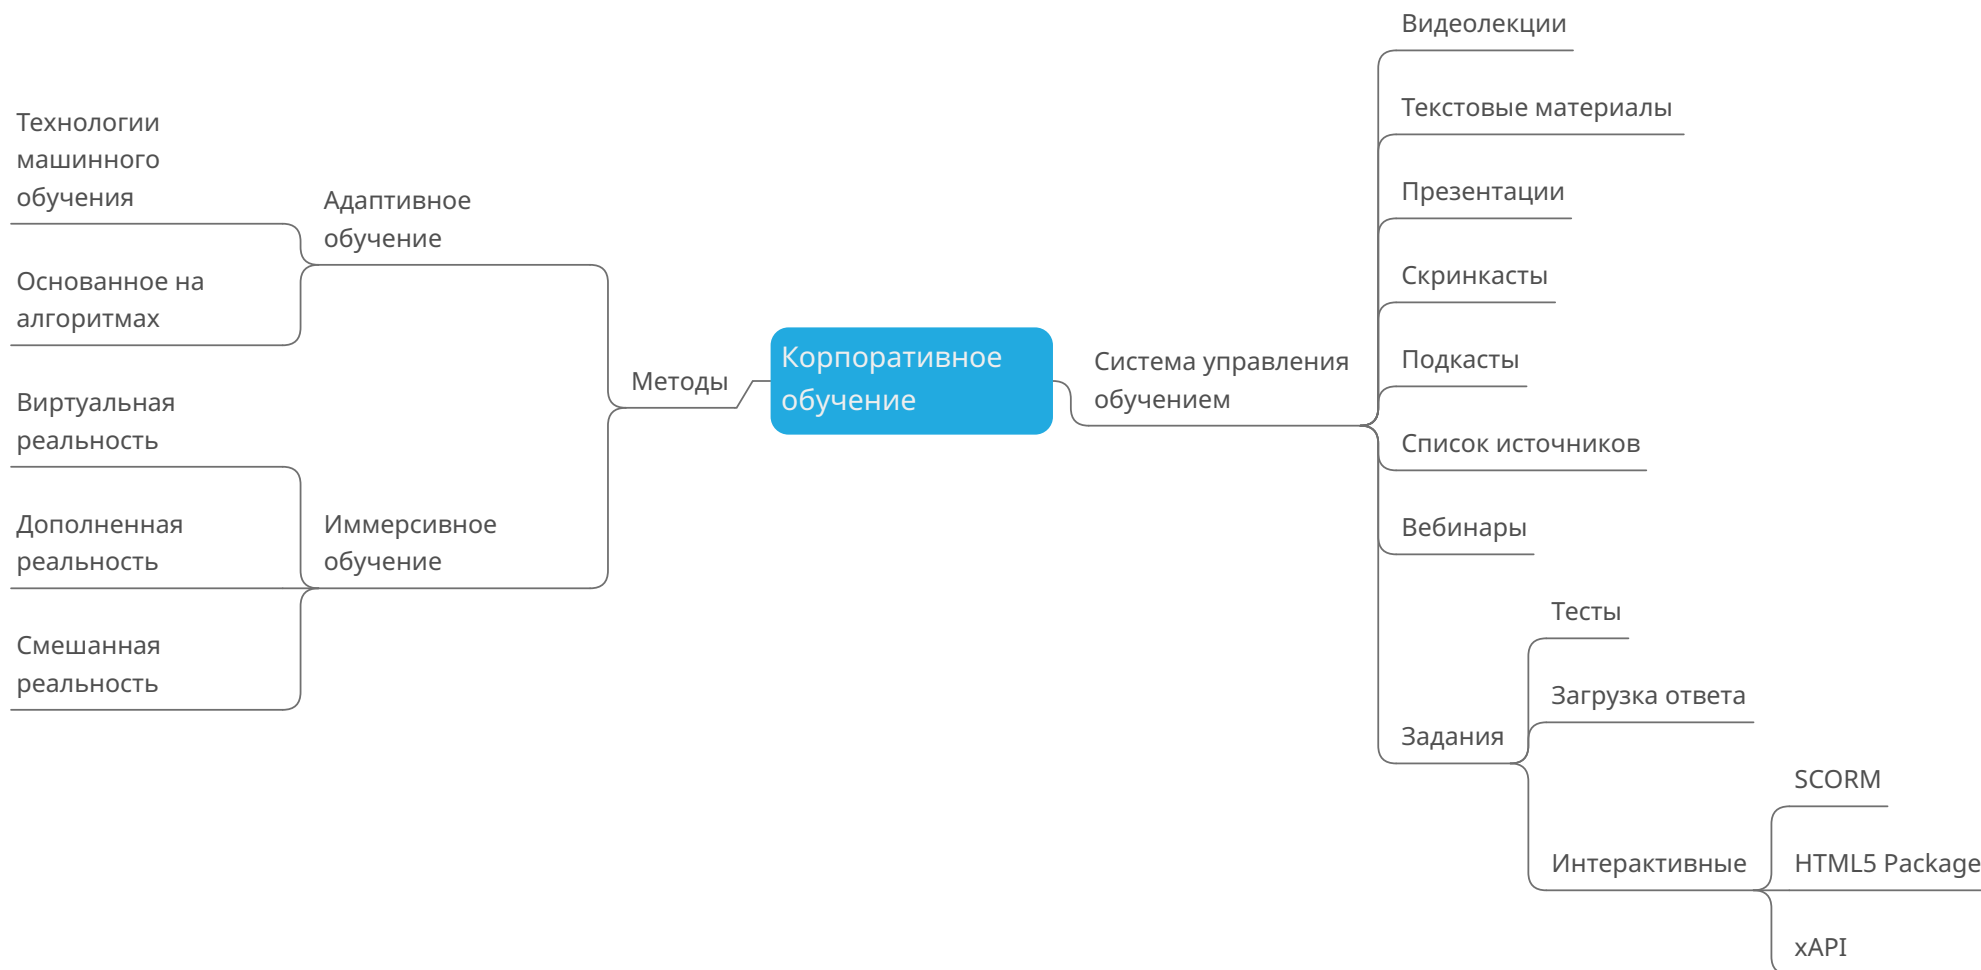 Технологии
машинного
обучения
Основанное на
алгоритмах
Адаптивное
обучение
Виртуальная
реальность
Дополненная
реальность
Смешанная
реальность
Иммерсивное
обучение
Методы
Корпоративное
обучение
Система управления
обучением
Видеолекции
Текстовые материалы
Презентации
Скринкасты
Подкасты
Список источников
Вебинары
Задания
Тесты
Загрузка ответа
Интерактивные
SCORM
HTML5 Package
xAPI